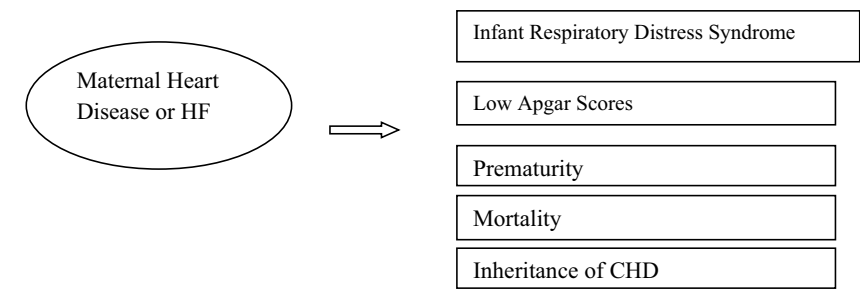 Maternal Heart
Disease or HF
Infant Respiratory Distress Syndrome
Low Apgar Scores
Prematurity
Mortality
Inheritance of CHD